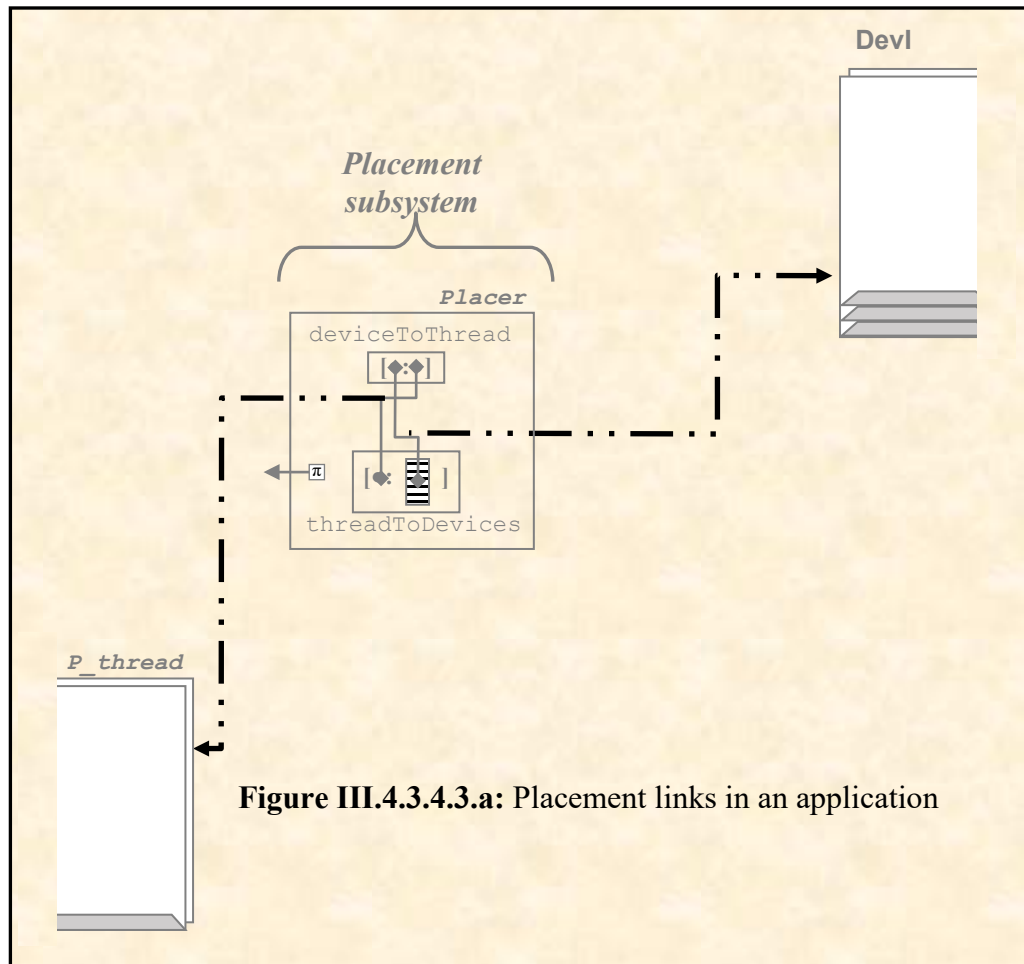 DevI
Placement
subsystem
Placer
deviceToThread
[◆:◆]
π
[◆: ◆ ]
threadToDevices
P_thread
Figure III.4.3.4.3.a: Placement links in an application